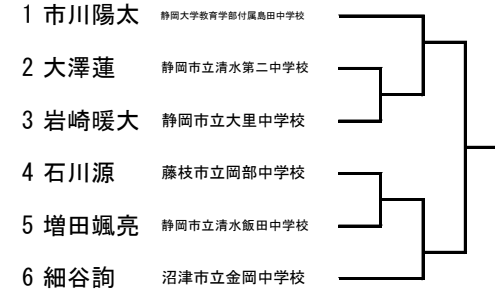 1 市川陽太 静岡大学教育学部付属島田中学校
2 大澤蓮 静岡市立清水第二中学校
3 岩崎暖大 静岡市立大里中学校
4 石川源 藤枝市立岡部中学校
5 増田颯亮 静岡市立清水飯田中学校
6 細谷詢 沼津市立金岡中学校